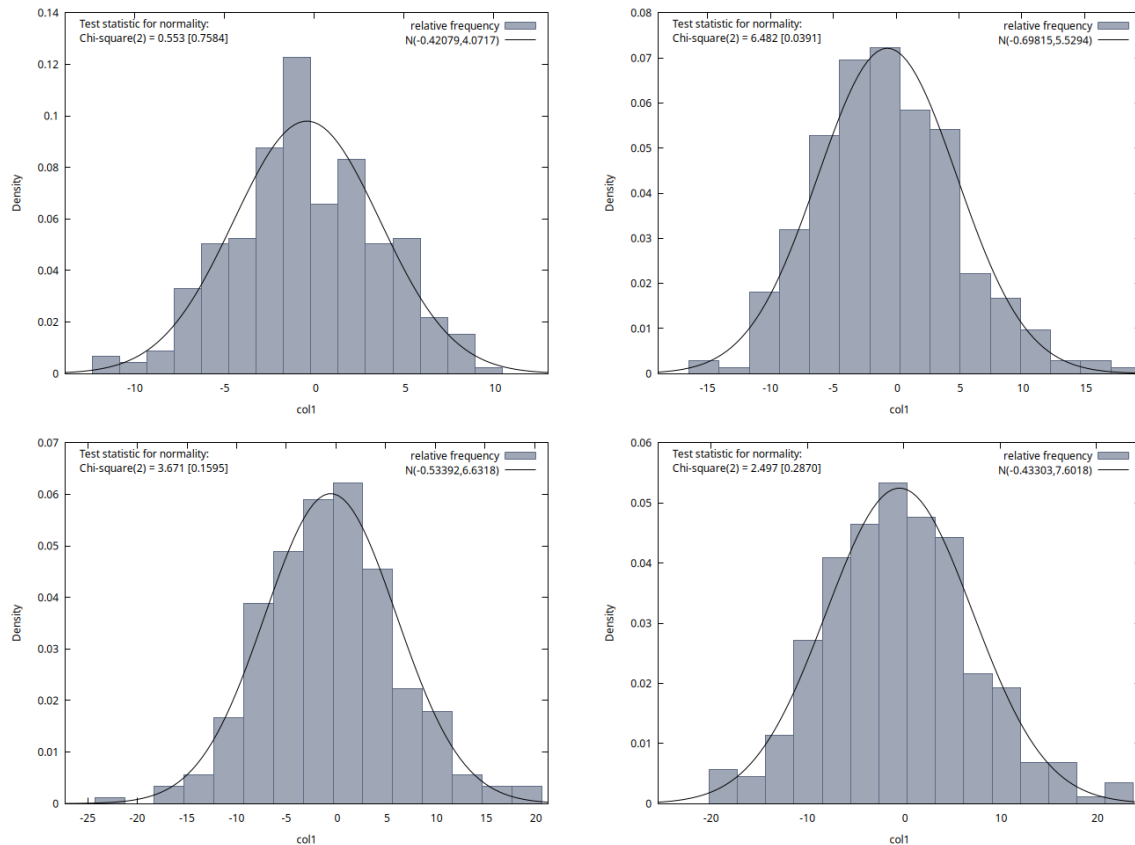 0.14
Test statistic for normality:
Chi-square(2) = 0.553 [0.7584]
relative frequency
N(-0.42079,4.0717)
0.12
0.1
0.08
0.06
0.04
0.02
0
Density
-10
-5
0
5
10
col1
0.08
Test statistic for normality:
Chi-square(2) = 6.482 [0.0391]
relative frequency
N(-0.69815,5.5294)
0.07
0.06
0.05
0.04
0.03
0.02
0.01
0
Density
-15
-10
-5
0
5
10
15
col1
0.07
Test statistic for normality:
Chi-square(2) = 3.671 [0.1595]
relative frequency
N(-0.53392,6.6318)
0.06
0.05
0.04
0.03
0.02
0.01
0
Density
-25
-20
-15
-10
-5
0
5
10
15
20
col1
0.06
Test statistic for normality:
Chi-square(2) = 2.497 [0.2870]
relative frequency
N(-0.43303,7.6018)
0.05
0.04
0.03
0.02
0.01
0
Density
-20
-10
0
10
20
col1